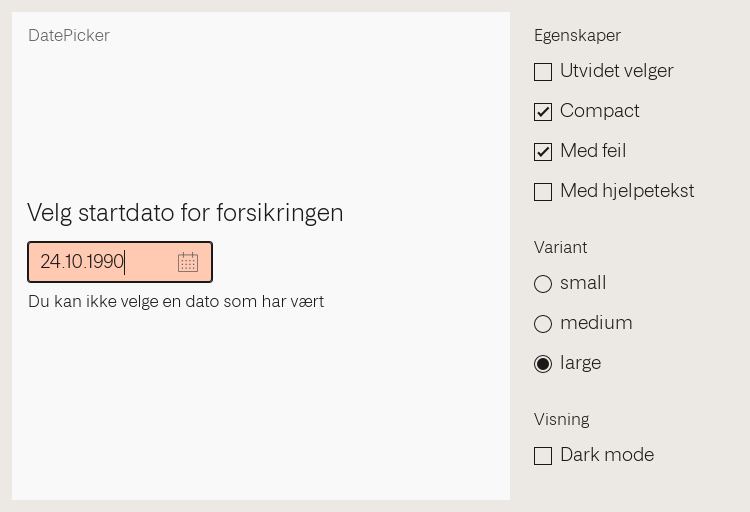 DatePicker
Velg startdato for forsikringen
24.10.1990
Du kan ikke velge en dato som har vært
Egenskaper
Utvidet velger
Compact
Med feil
Med hjelpetekst
Variant
small
medium
large
Visning
Dark mode